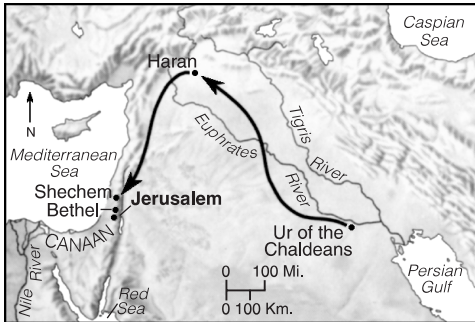 Caspian
Sea
Haran
Tigris
River
Euphrates
River
N
Mediterranean
Sea
Shechem
Bethel
Jerusalem
CANAAN
Ur of the
Chaldeans
Nile River
Red
Sea
0 100 Mi.
0 100 Km.
Persian
Gulf